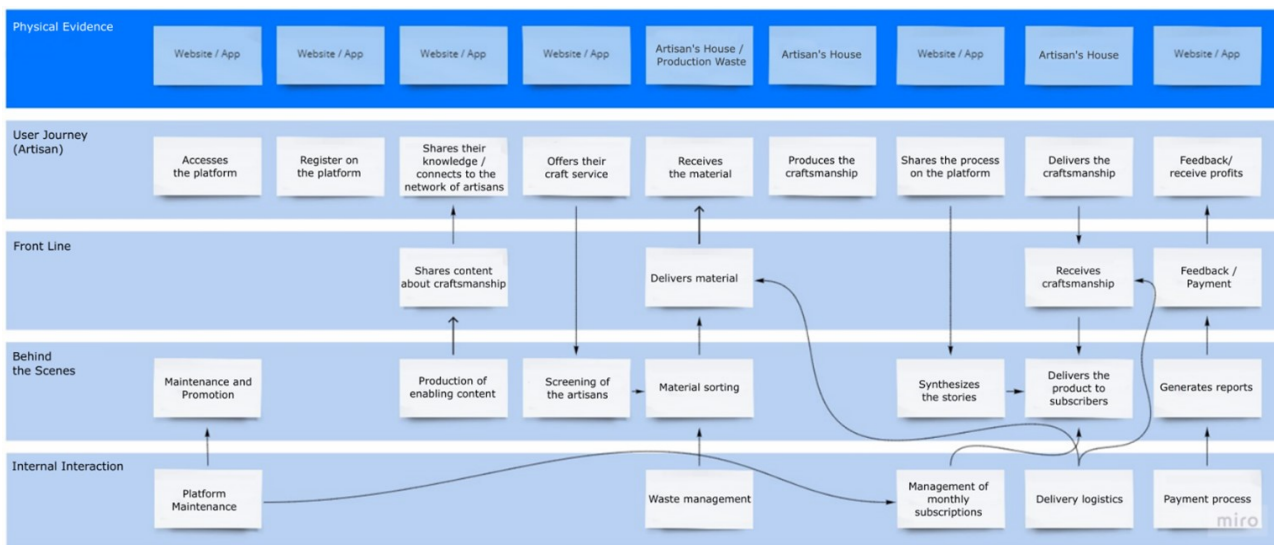 Physical Evidence
Website / App
Website / App
Website / App
Website / App
Artisan's House /
Production Waste
Artisan's House
Website / App
Artisan's House
Website / App
User Journey
(Artisan)
Accesses
the platform
Register on
the platform
Shares their
knowledge /
connects to the
network of artisans
Offers their
craft service
Receives
the material
Produces the
craftsmanship
Shares the process
on the platform
Delivers the
craftsmanship
Feedback/
receive profits
Front Line
Shares content
about craftsmanship
Delivers material
Receives
craftsmanship
Feedback /
Payment
Behind
the Scenes
Maintenance and
Promotion
Production of
enabling content
Screening of
the artisans
Material sorting
Synthesizes
the stories
Delivers the
product to
subscribers
Generates reports
Internal Interaction
Platform
Maintenance
Waste management
Management of
monthly
subscriptions
Delivery logistics
Payment process
miro